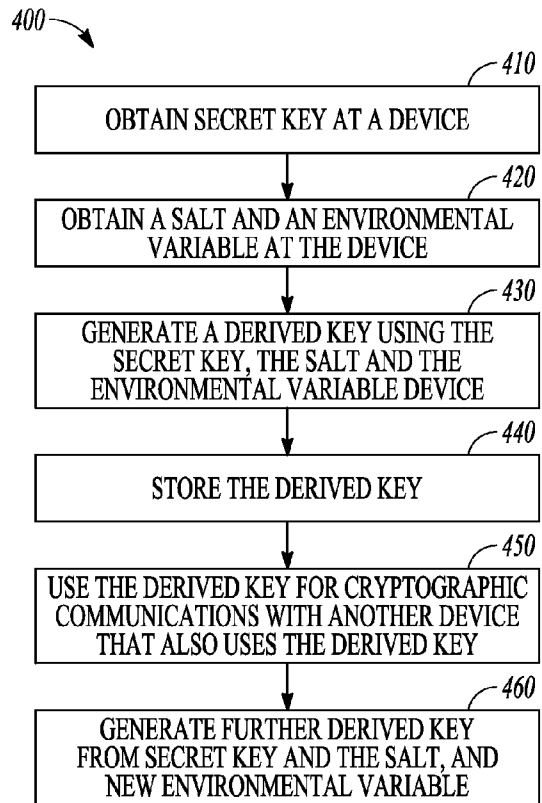 400
410
OBTAIN SECRET KEY AT A DEVICE
420
OBTAIN A SALT AND AN ENVIRONMENTAL
VARIABLE AT THE DEVICE
430
GENERATE A DERIVED KEY USING THE
SECRET KEY, THE SALT AND THE
ENVIRONMENTAL VARIABLE DEVICE
440
STORE THE DERIVED KEY
450
USE THE DERIVED KEY FOR CRYPTOGRAPHIC
COMMUNICATIONS WITH ANOTHER DEVICE
THAT ALSO USES THE DERIVED KEY
460
GENERATE FURTHER DERIVED KEY
FROM SECRET KEY AND THE SALT, AND
NEW ENVIRONMENTAL VARIABLE